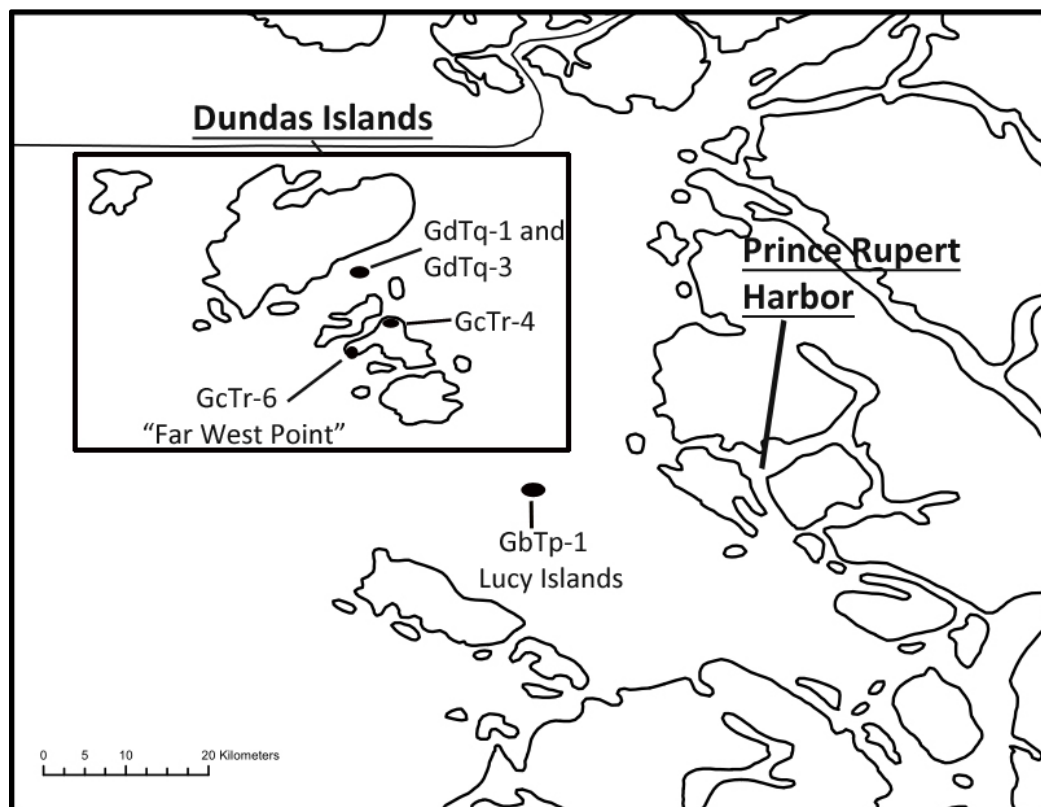 Dundas Islands
GdTq-1 and
GdTq-3
Prince Rupert
Harbor
GcTr-4
GcTr-6
“Far West Point”
GbTp-1
Lucy Islands
0 5 10 20 Kilometers